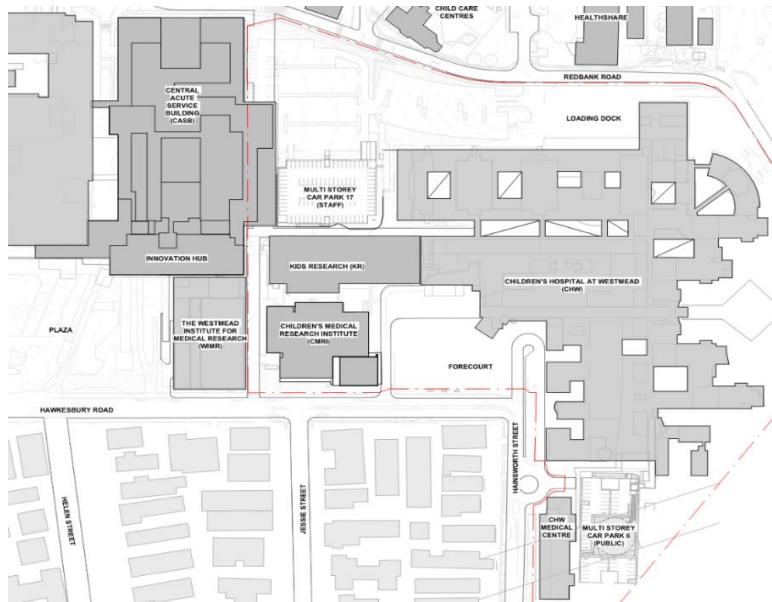 CHILD CARE
CENTRES
HEALTHSHARE
REDBANK ROAD
CENTRAL
ACUTE
SERVICE
BUILDING
(CASB)
LOADING DOCK
MULTI STOREY
CAR PARK 17
(STAFF)
INNOVATION HUB
KIDS RESEARCH (KR)
CHILDREN'S HOSPITAL AT WESTMEAD
(CHW)
PLAZA
THE WESTMEAD
INSTITUTE FOR
MEDICAL RESEARCH
(WIMR)
CHILDREN'S MEDICAL
RESEARCH INSTITUTE
(CMRI)
FORECOURT
HAWKESBURY ROAD
HELEN STREET
JESSIE STREET
HAINSWORTH STREET
CHW
MEDICAL
CENTRE
MULTI STOREY
CAR PARK 6
(PUBLIC)